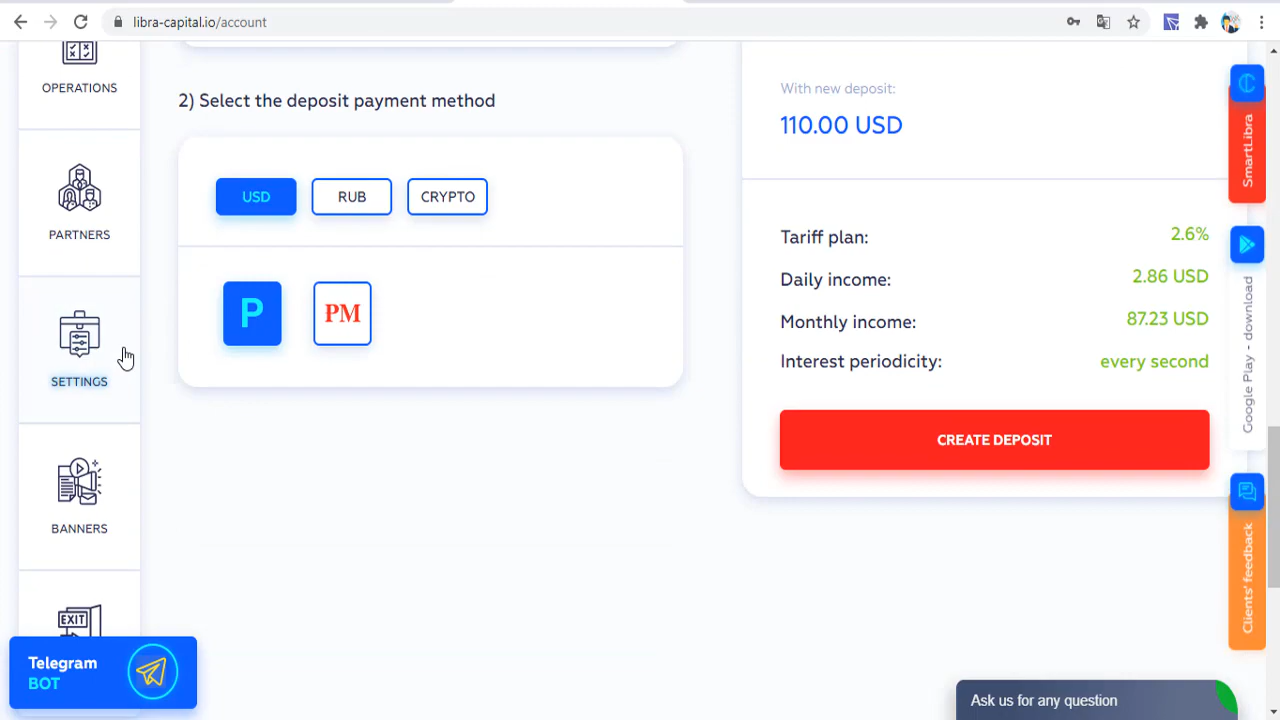 libra-capital.io/account
OPERATIONS
PARTNERS
SETTINGS
BANNERS
EXIT
Telegram
BOT
2) Select the deposit payment method
USD
RUB
CRYPTO
P
PM
With new deposit:
110.00 USD
Tariff plan: 2.6%
Daily income: 2.86 USD
Monthly income: 87.23 USD
Interest periodicity: every second
CREATE DEPOSIT
SmartLibra
Google Play - download
Clients' feedback
Ask us for any question